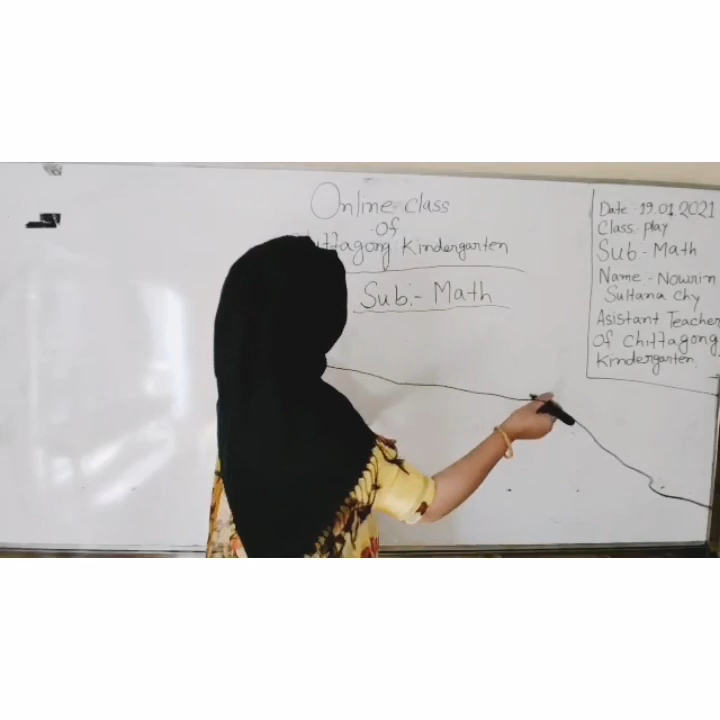 Online class
of
Chittagong Kindergarten
Sub:- Math
Date - 19.01.2021
Class - play
Sub - Math
Name - Nowrin
Sultana Chy
Asistant Teacher
of Chittagong
Kindergarten.